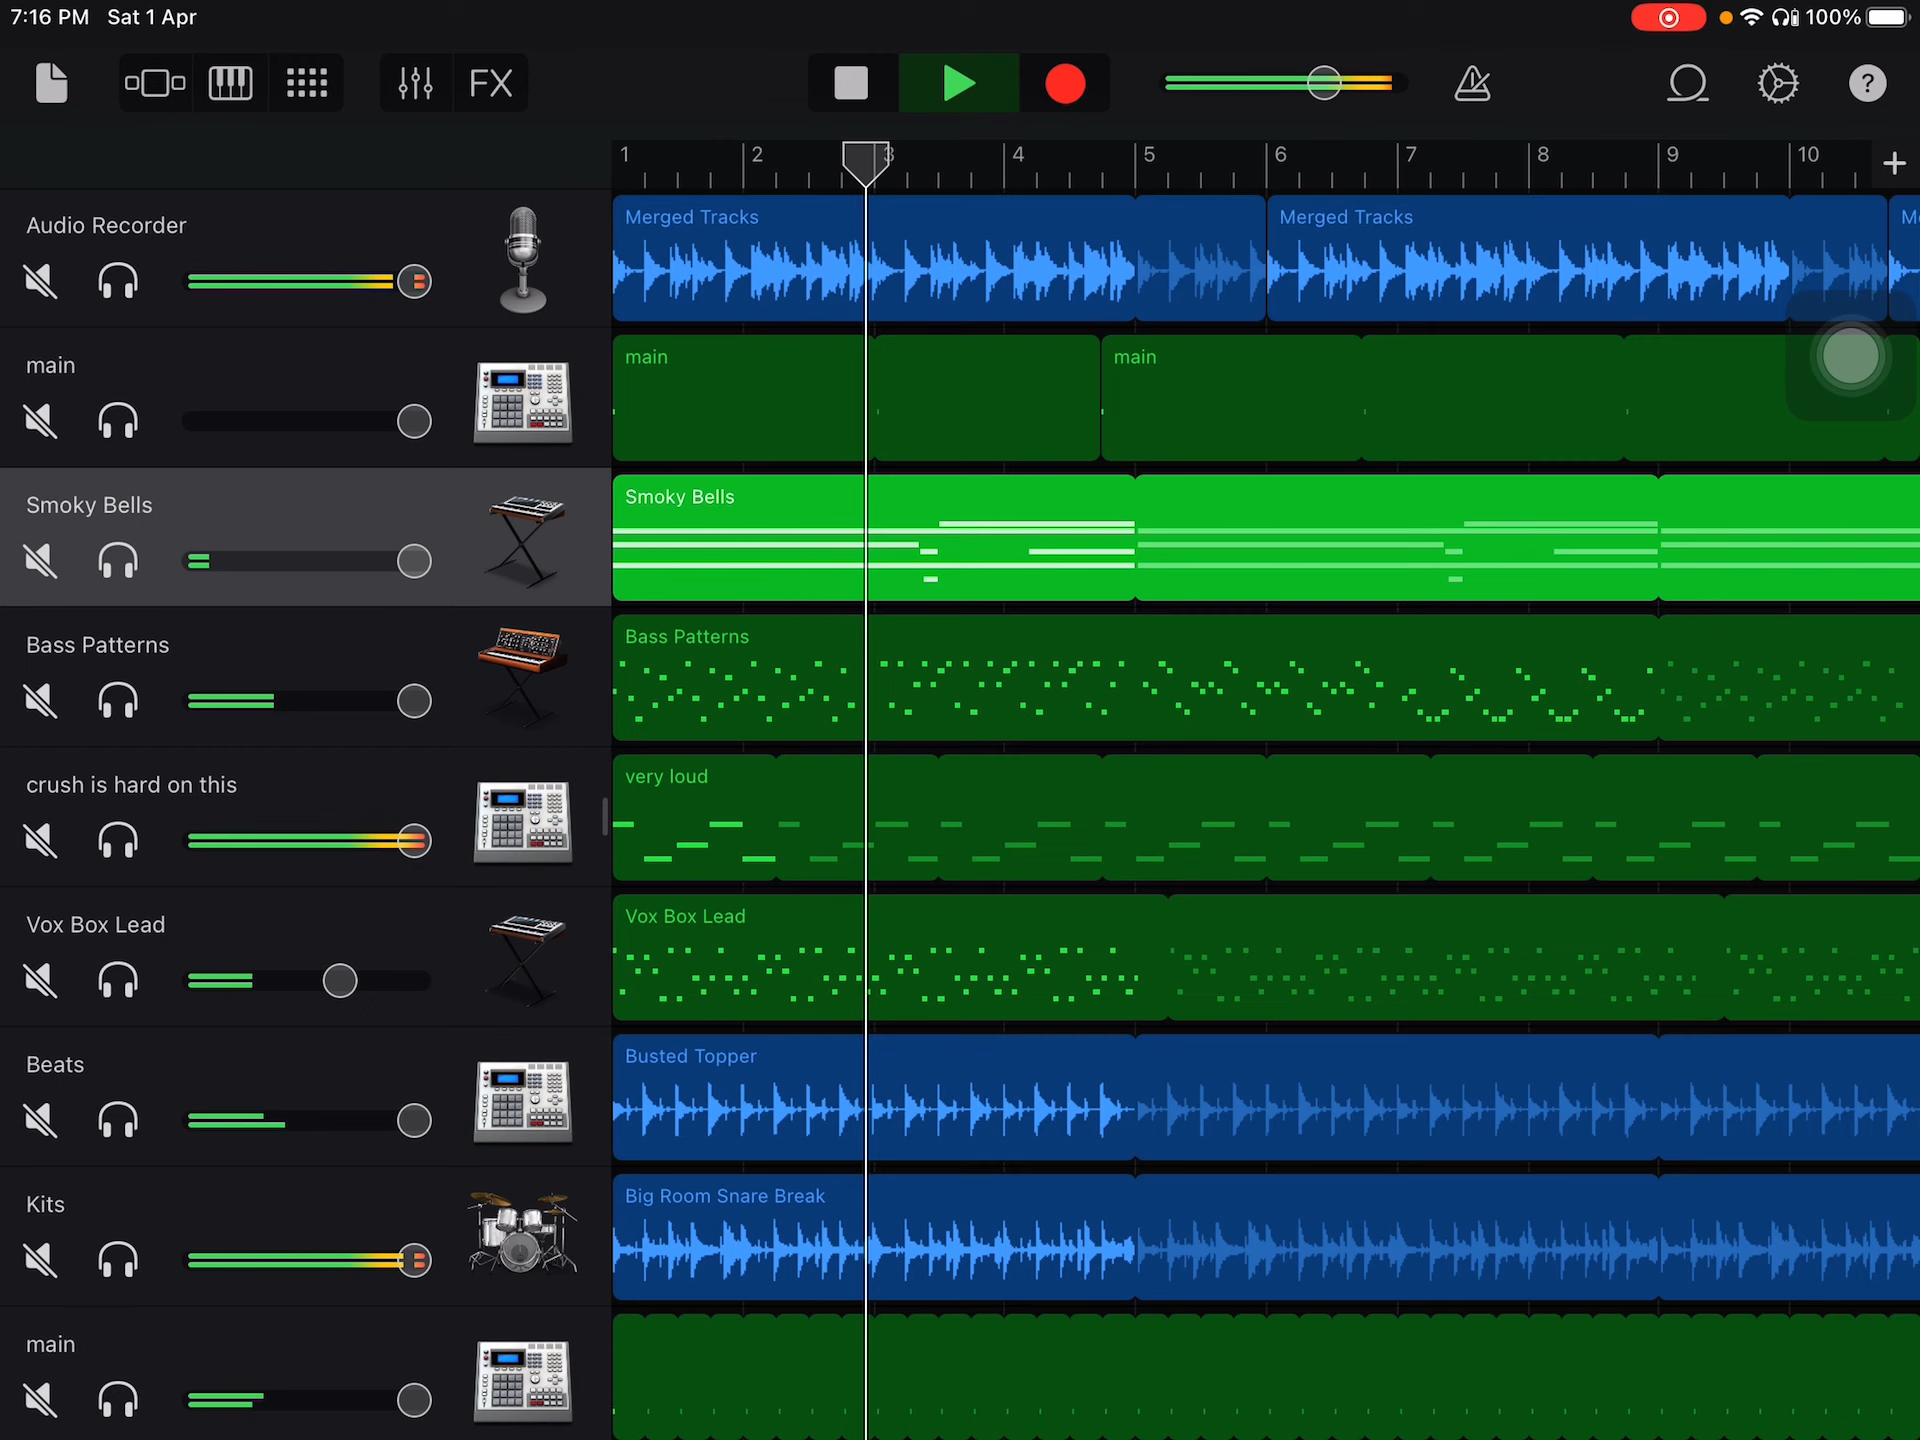 7:16 PM Sat 1 Apr
100%
FX
?
1 2 3 4 5 6 7 8 9 10
+
Audio Recorder
Merged Tracks
Merged Tracks
main
main
main
Smoky Bells
Smoky Bells
Bass Patterns
Bass Patterns
crush is hard on this
very loud
Vox Box Lead
Vox Box Lead
Beats
Busted Topper
Kits
Big Room Snare Break
main